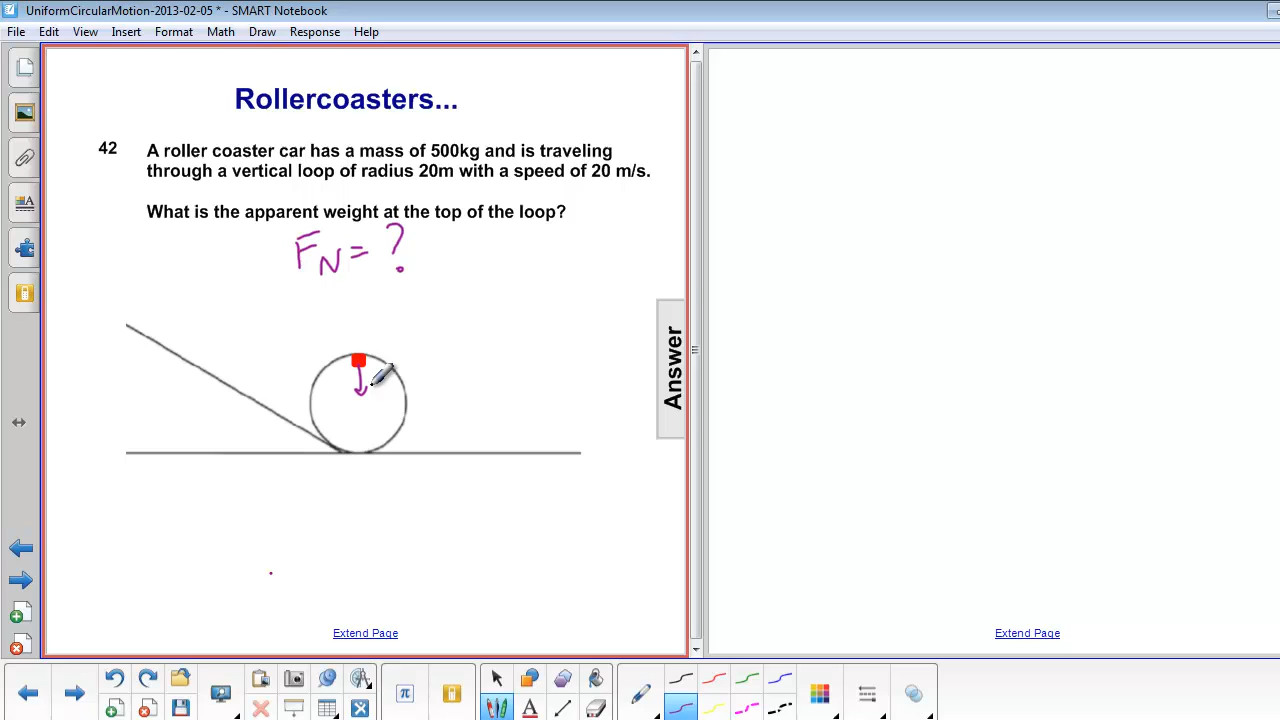 UniformCircularMotion-2013-02-05 * - SMART Notebook
File Edit View Insert Format Math Draw Response Help
Rollercoasters...
42 A roller coaster car has a mass of 500kg and is traveling
through a vertical loop of radius 20m with a speed of 20 m/s.
What is the apparent weight at the top of the loop?
FN = ?
Answer
Extend Page
Extend Page
π
A